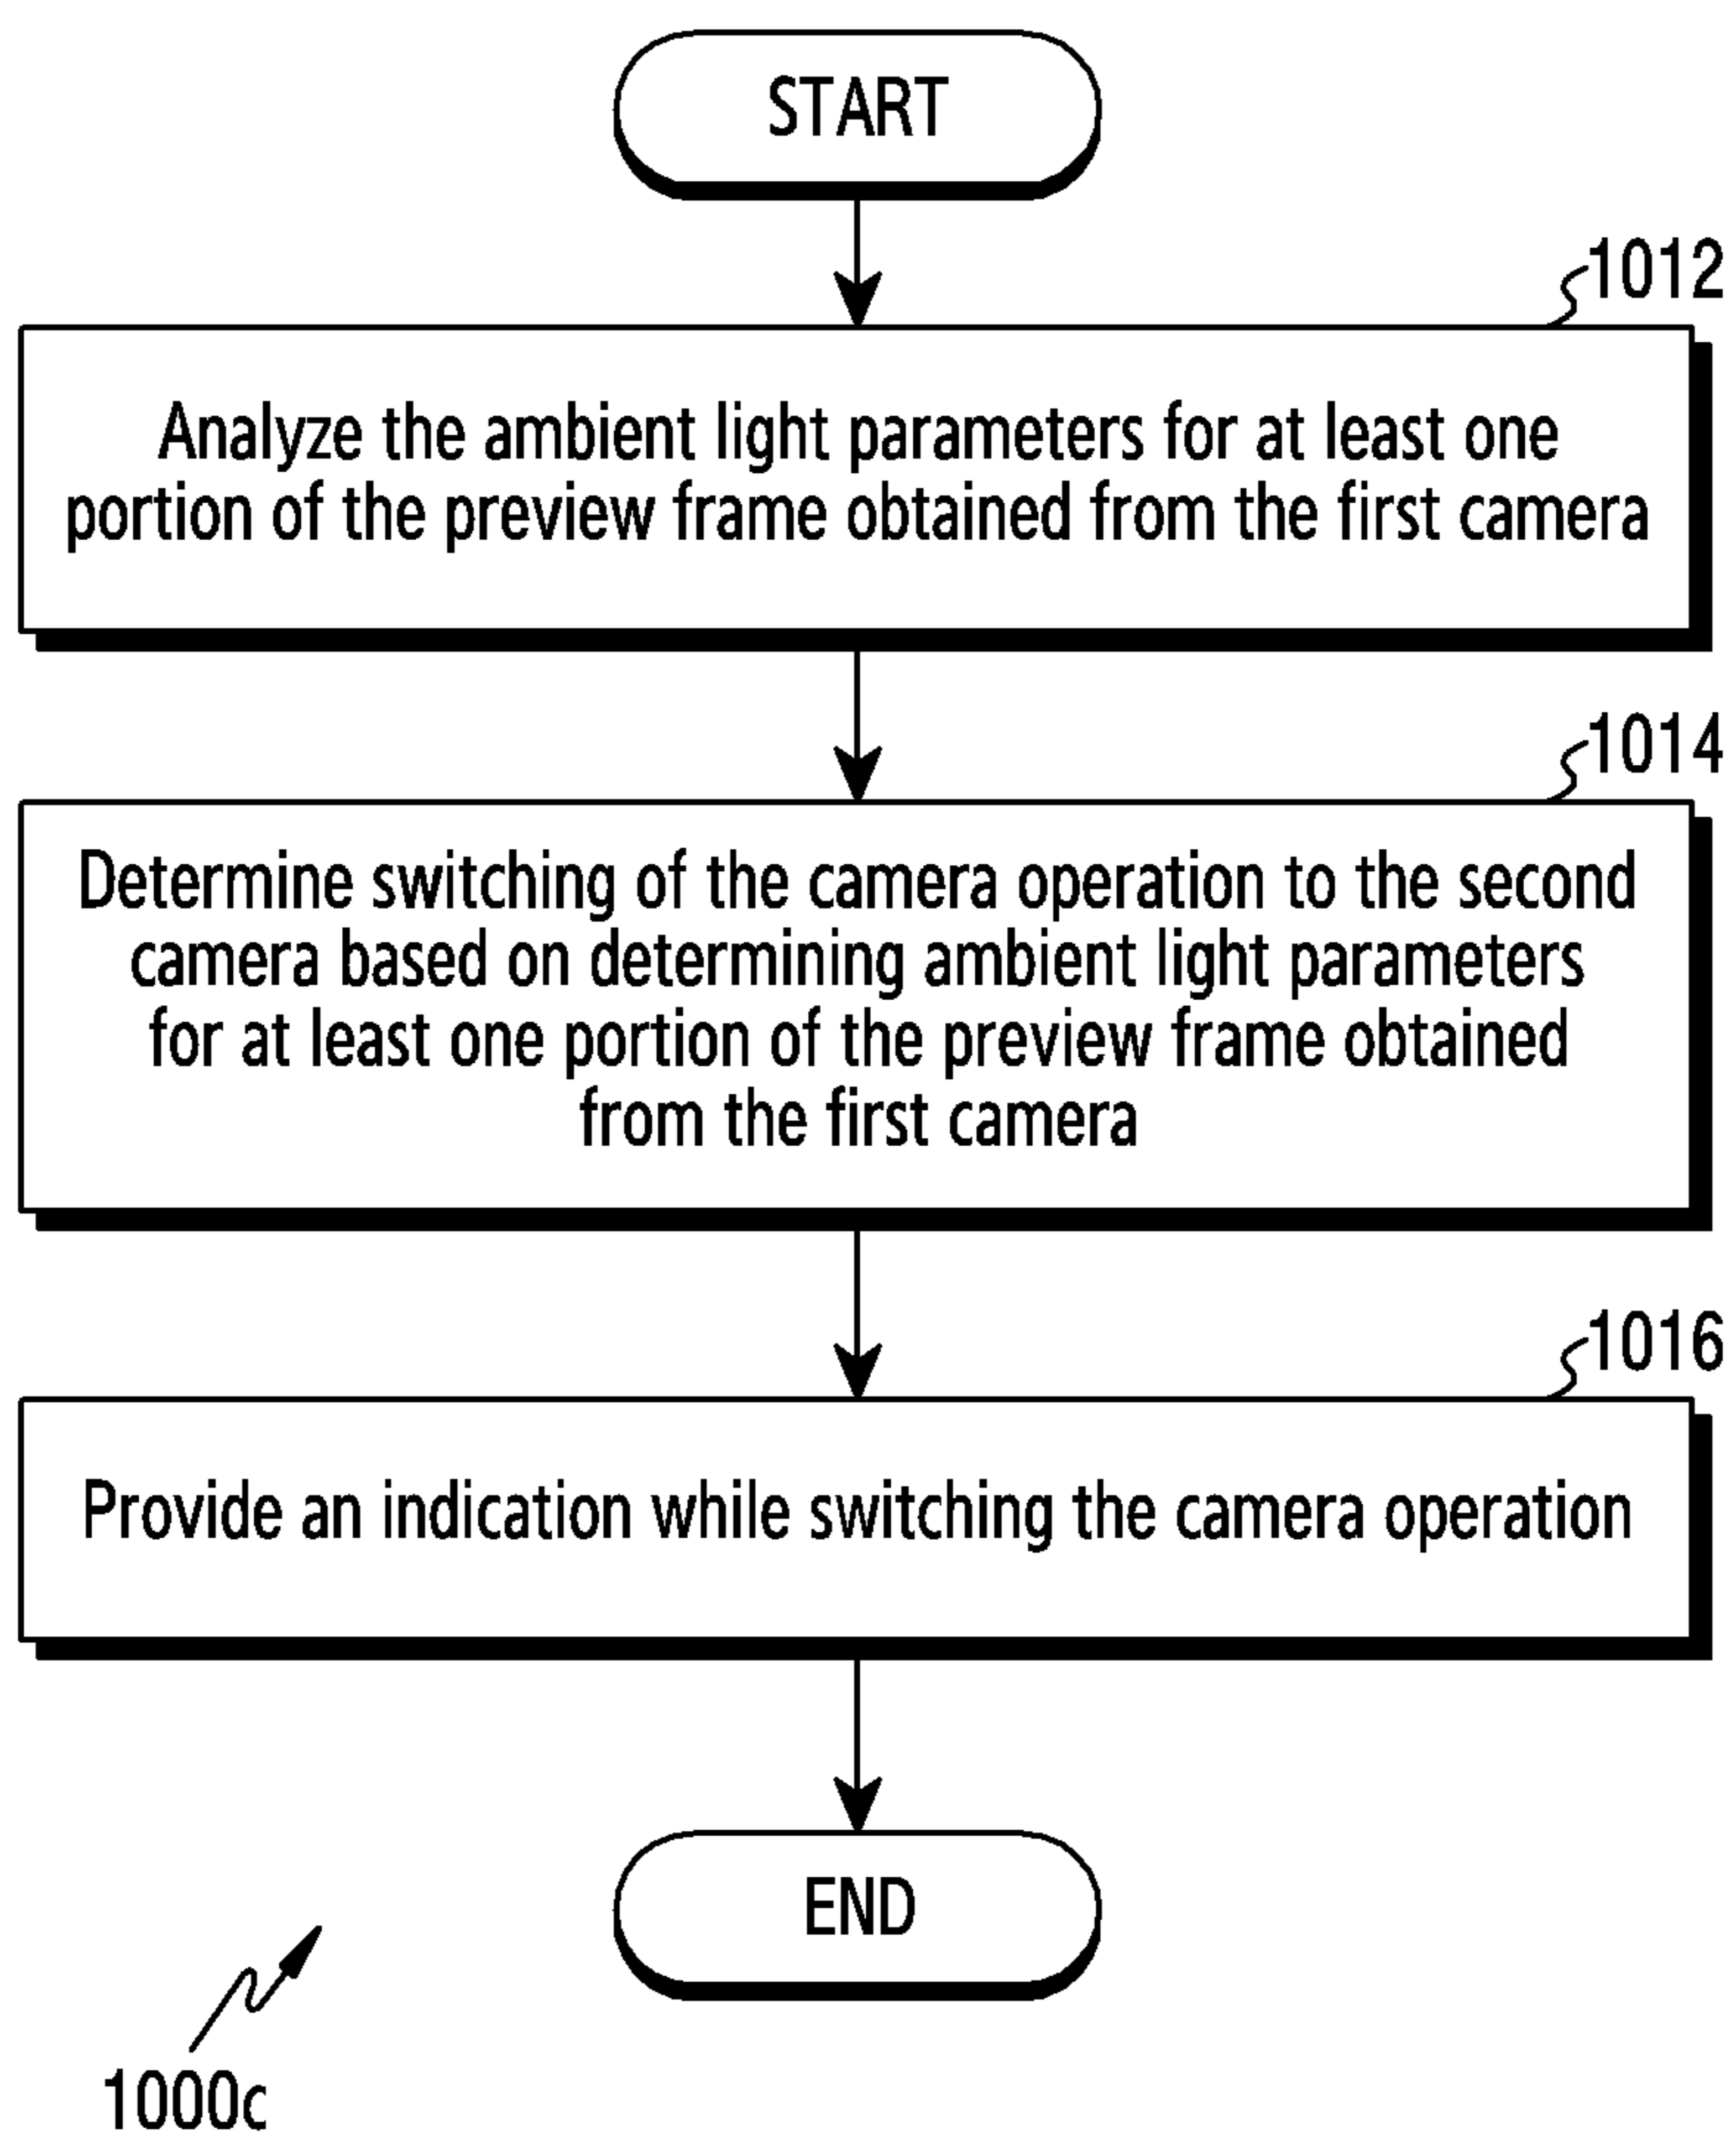 START
1012
Analyze the ambient light parameters for at least one
portion of the preview frame obtained from the first camera
1014
Determine switching of the camera operation to the second
camera based on determining ambient light parameters
for at least one portion of the preview frame obtained
from the first camera
1016
Provide an indication while switching the camera operation
END
1000c